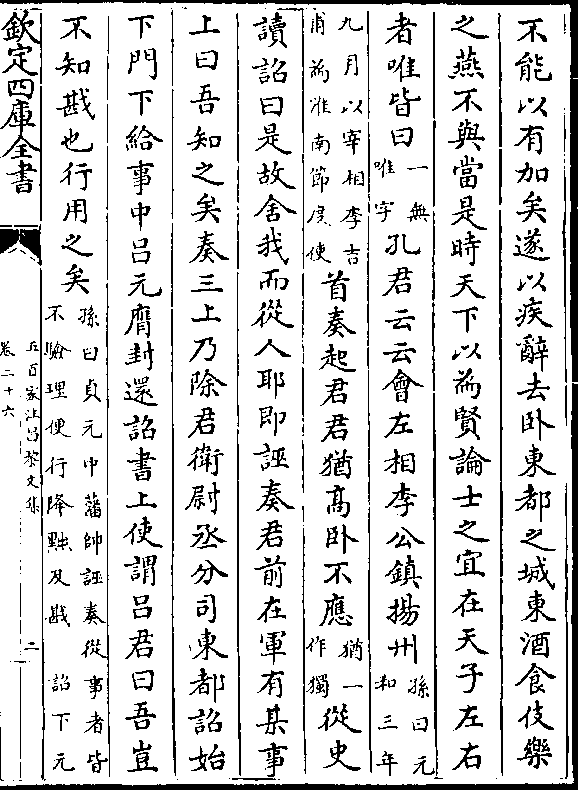 不能以有加矣遂以疾辭去卧東都之城東酒食伎樂
之燕不與當是時天下以為賢論士之宜在天子左右
者唯皆曰一無唯字孔君云云會左相李公鎮揚州孫曰元和三年
九月以宰相李吉甫為淮南節度使首奏起君君猶高卧不應猶一作獨從史
讀詔曰是故舍我而從人耶即誣奏君前在軍有某事
上曰吾知之矣奏三上乃除君衛尉丞分司東都詔始
下門下給事中呂元膺封還詔書上使謂呂君曰吾豈
不知戡也行用之矣孫曰貞元中藩帥誣奏從事者皆不驗理便行降黜及戡詔下元
欽定四庫全書
五百家注昌黎文集
卷二十六
二